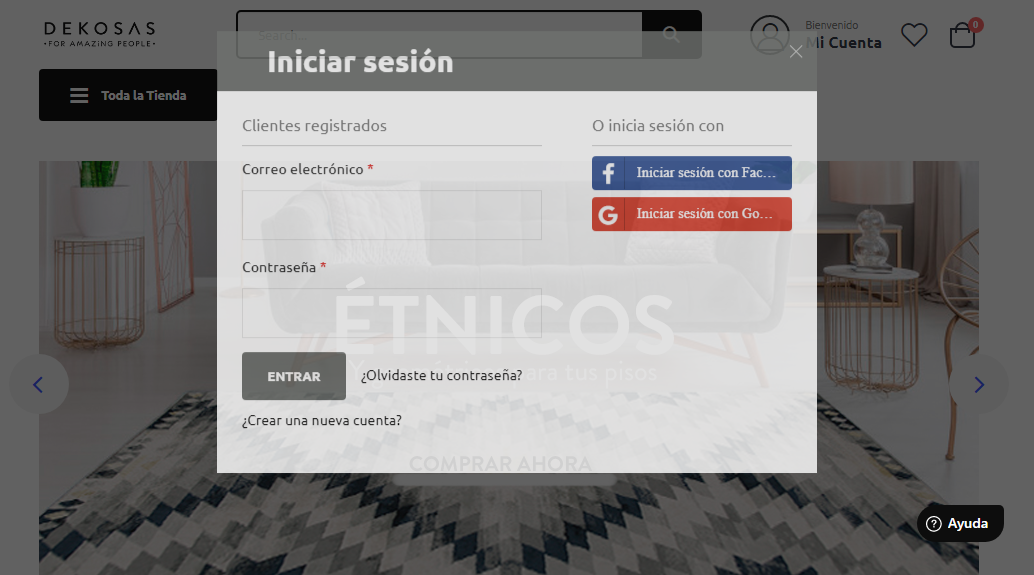 DEKOSAS
•FOR AMAZING PEOPLE•
Search...
Bienvenido
Mi Cuenta
0
Toda la Tienda
Iniciar sesión
Clientes registrados
Correo electrónico *
Contraseña *
ENTRAR
¿Olvidaste tu contraseña?
¿Crear una nueva cuenta?
O inicia sesión con
Iniciar sesión con Fac...
Iniciar sesión con Go...
ÉTNICOS
para tus pisos
COMPRAR AHORA
Ayuda